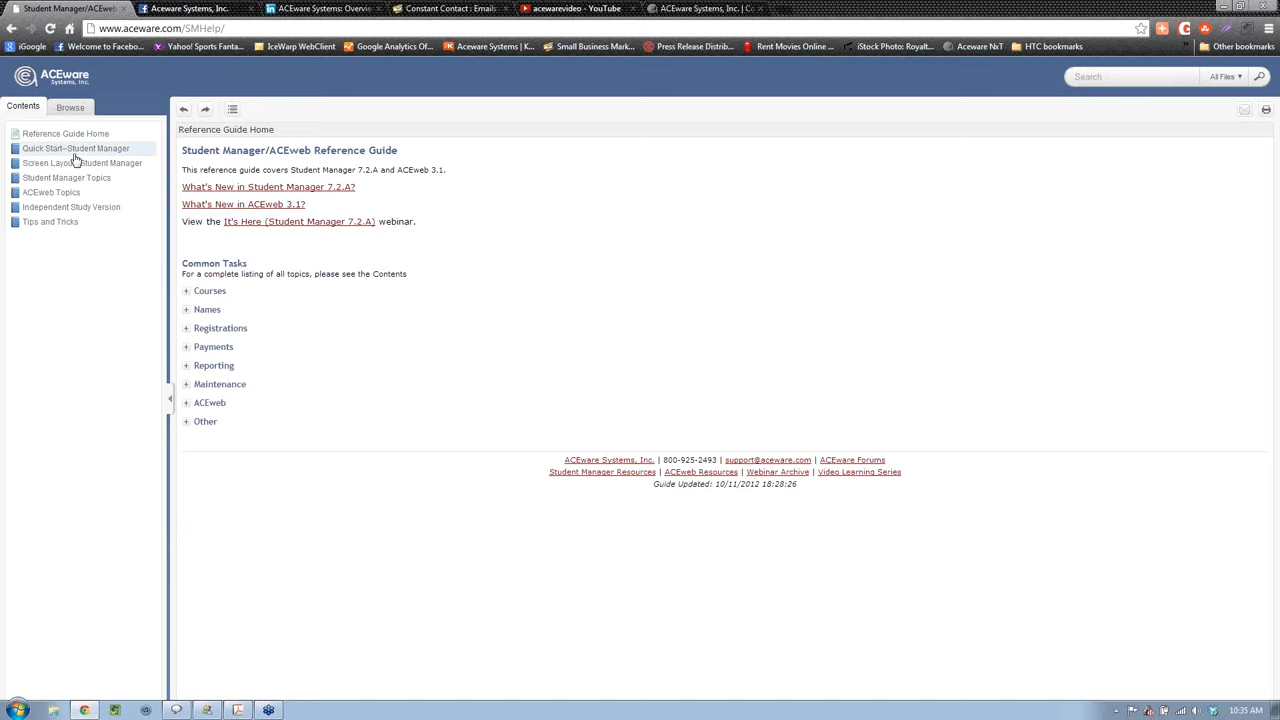 Student Manager/ACEweb
Aceware Systems, Inc.
ACEware Systems: Overvie
Constant Contact : Emails
acewarevideo - YouTube
ACEware Systems, Inc. | Co
www.aceware.com/SMHelp/
iGoogle
Welcome to Facebo...
Yahoo! Sports Fanta...
IceWarp WebClient
Google Analytics Of...
Aceware Systems | K...
Small Business Mark...
Press Release Distrib...
Rent Movies Online ...
iStock Photo: Royalt...
Aceware NxT
HTC Bookmarks
Other bookmarks
ACEware
Systems, Inc.
Search
All Files
Contents
Browse
Reference Guide Home
Quick Start--Student Manager
Screen Layou Student Manager
Student Manager Topics
ACEweb Topics
Independent Study Version
Tips and Tricks
Reference Guide Home
Student Manager/ACEweb Reference Guide
This reference guide covers Student Manager 7.2.A and ACEweb 3.1.
What's New in Student Manager 7.2.A?
What's New in ACEweb 3.1?
View the It's Here (Student Manager 7.2.A) webinar.
Common Tasks
For a complete listing of all topics, please see the Contents
Courses
Names
Registrations
Payments
Reporting
Maintenance
ACEweb
Other
ACEware Systems, Inc. | 800-925-2493 | support@aceware.com | ACEware Forums
Student Manager Resources | ACEweb Resources | Webinar Archive | Video Learning Series
Guide Updated: 10/11/2012 18:28:26
10:35 AM